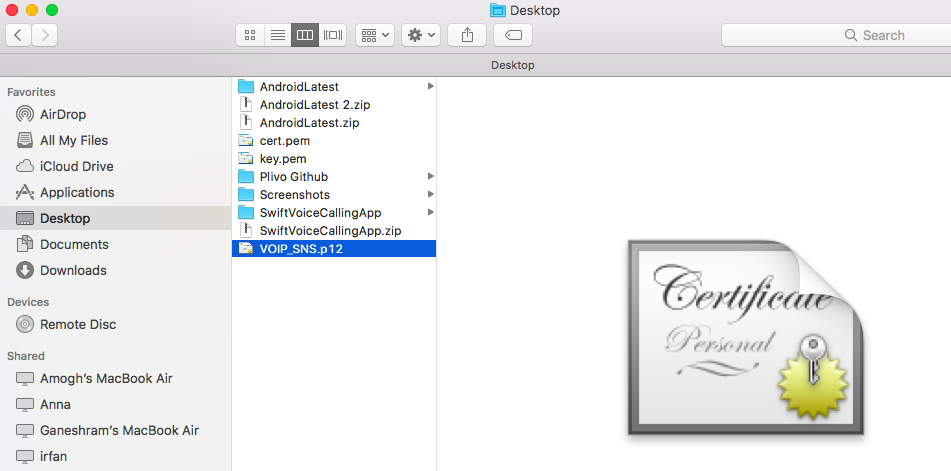 Desktop
Search
Desktop
Favorites
AirDrop
All My Files
iCloud Drive
Applications
Desktop
Documents
Downloads
Devices
Remote Disc
Shared
Amogh's MacBook Air
Anna
Ganeshram's MacBook Air
irfan
AndroidLatest
AndroidLatest 2.zip
AndroidLatest.zip
cert.pem
key.pem
Plivo Github
Screenshots
SwiftVoiceCallingApp
SwiftVoiceCallingApp.zip
VOIP_SNS.p12
Certificate
Personal